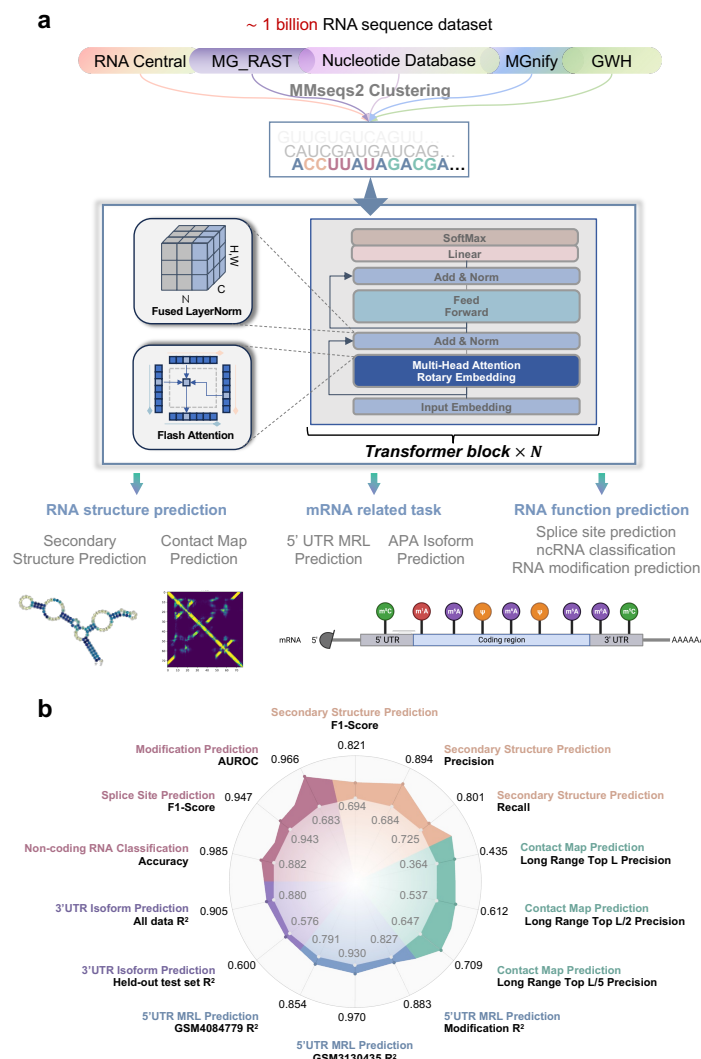 a
~ 1 billion RNA sequence dataset
RNA Central MG_RAST Nucleotide Database MGnify GWH
MMseqs2 Clustering
GUUGUGUCAGUU
CAUCGAUGAUCAG...
ACCUUAUAGACGA...
SoftMax
Linear
Add & Norm
Feed
Forward
Add & Norm
Multi-Head Attention
Rotary Embedding
Input Embedding
Transformer block × N
H,W
C
N
Fused LayerNorm
Flash Attention
RNA structure prediction
Secondary
Structure Prediction
Contact Map
Prediction
mRNA related task
5' UTR MRL
Prediction
APA Isoform
Prediction
RNA function prediction
Splice site prediction
ncRNA classification
RNA modification prediction
m⁵C m¹A m⁶A ψ m⁶A ψ m⁶A m⁶A m⁵C
mRNA 5' 5' UTR Coding region 3' UTR AAAAAA
b
Secondary Structure Prediction
F1-Score
0.821
0.694
Secondary Structure Prediction
Precision
0.894
0.684
Secondary Structure Prediction
Recall
0.801
0.725
Contact Map Prediction
Long Range Top L Precision
0.435
0.364
Contact Map Prediction
Long Range Top L/2 Precision
0.612
0.537
Contact Map Prediction
Long Range Top L/5 Precision
0.709
0.647
5'UTR MRL Prediction
Modification R²
0.883
0.827
5'UTR MRL Prediction
GSM3130435 R²
0.970
0.930
5'UTR MRL Prediction
GSM4084779 R²
0.854
0.791
3'UTR Isoform Prediction
Held-out test set R²
0.600
0.576
3'UTR Isoform Prediction
All data R²
0.905
0.880
Non-coding RNA Classification
Accuracy
0.985
0.882
Splice Site Prediction
F1-Score
0.947
0.943
Modification Prediction
AUROC
0.966
0.683